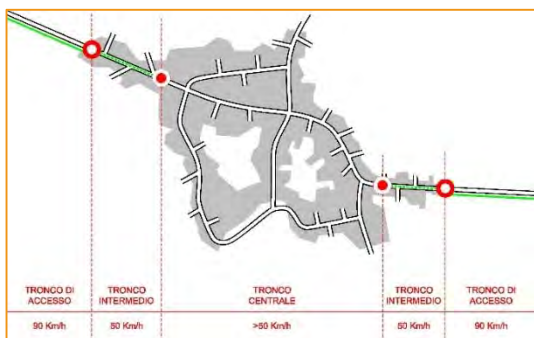 TRONCO DI
ACCESSO
TRONCO
INTERMEDIO
TRONCO
CENTRALE
TRONCO
INTERMEDIO
TRONCO DI
ACCESSO
90 Km/h
50 Km/h
>50 Km/h
50 Km/h
90 Km/h